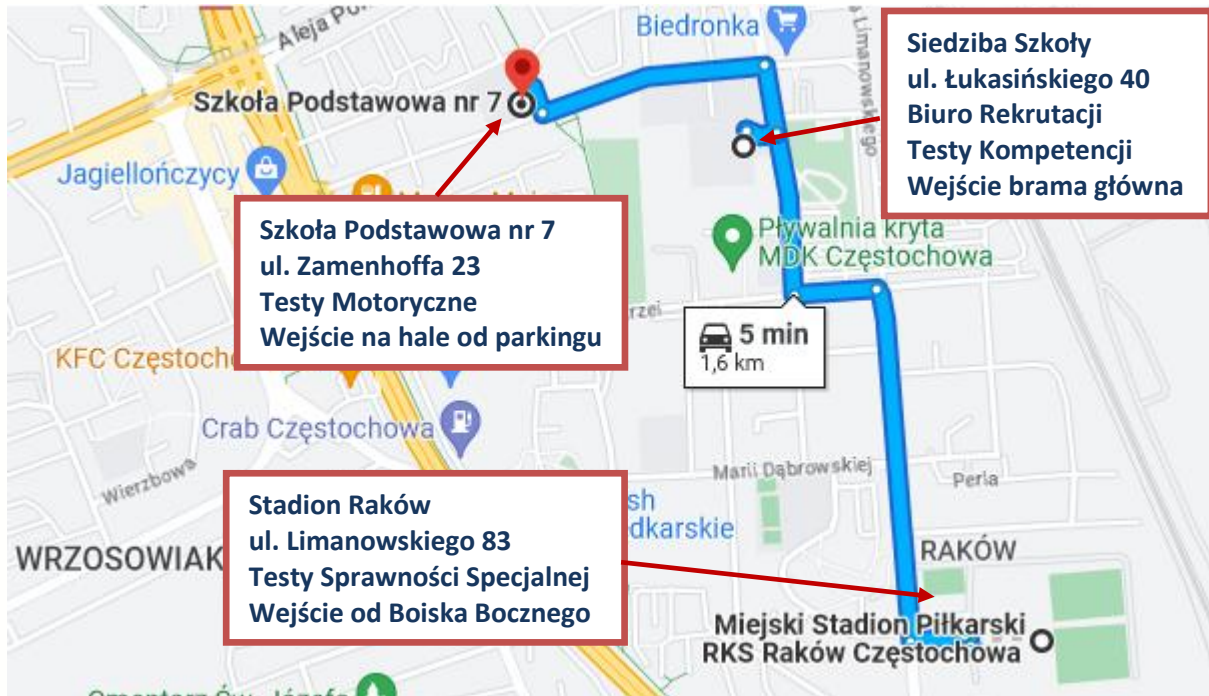 Aleja
Biedronka
Limanowskiego
Siedziba Szkoły
ul. Łukasińskiego 40
Biuro Rekrutacji
Testy Kompetencji
Wejście brama główna
Szkoła Podstawowa nr 7
Jagiellończycy
Szkoła Podstawowa nr 7
ul. Zamenhoffa 23
Testy Motoryczne
Wejście na hale od parkingu
Pływalnia kryta
MDK Częstochowa
5 min
1,6 km
KFC
Crab Częstochowa
Wierzbowa
Marii Dąbrowskiej
Perla
Stadion Raków
ul. Limanowskiego 83
Testy Sprawności Specjalnej
Wejście od Boiska Bocznego
WRZOSOWIAK
RAKÓW
Miejski Stadion Piłkarski
RKS Raków Częstochowa